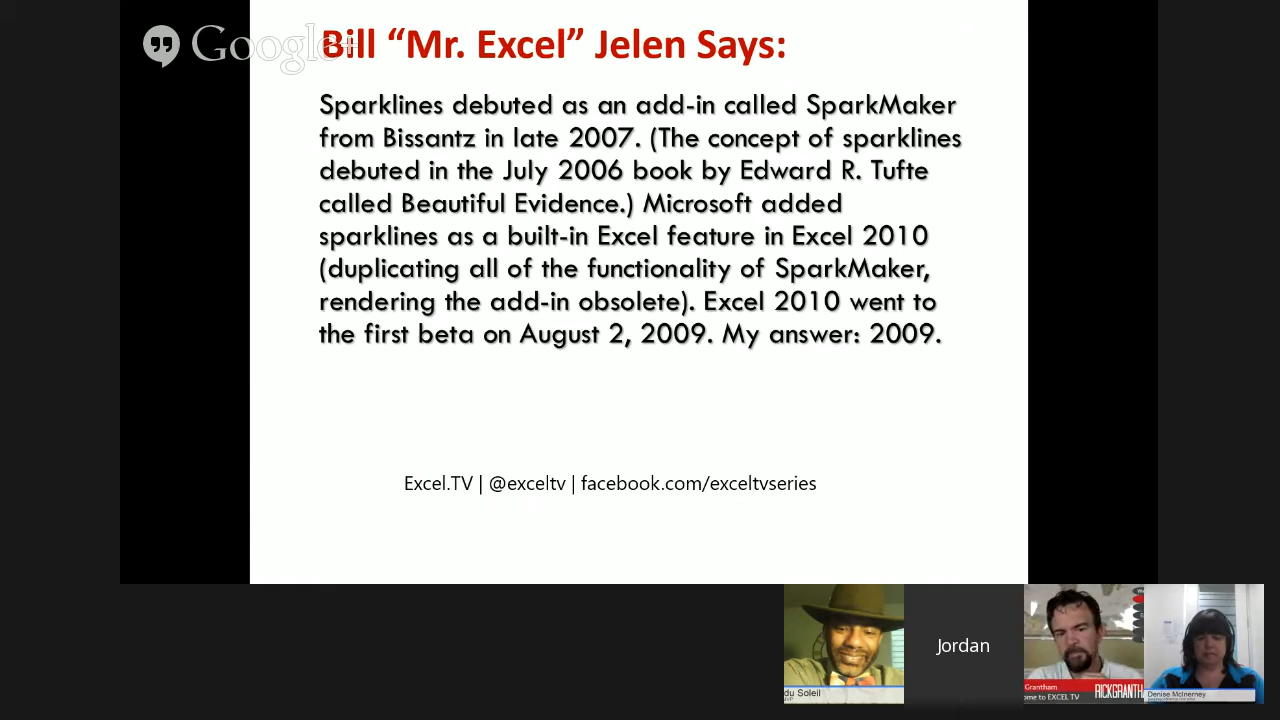 Google+
Bill “Mr. Excel” Jelen Says:
Sparklines debuted as an add-in called SparkMaker
from Bissantz in late 2007. (The concept of sparklines
debuted in the July 2006 book by Edward R. Tufte
called Beautiful Evidence.) Microsoft added
sparklines as a built-in Excel feature in Excel 2010
(duplicating all of the functionality of SparkMaker,
rendering the add-in obsolete). Excel 2010 went to
the first beta on August 2, 2009. My answer: 2009.
Excel.TV | @exceltv | facebook.com/exceltvseries
du Soleil
Jordan
Grantham
ome to EXCEL TV
RICKGRANTH
Denise McInerney